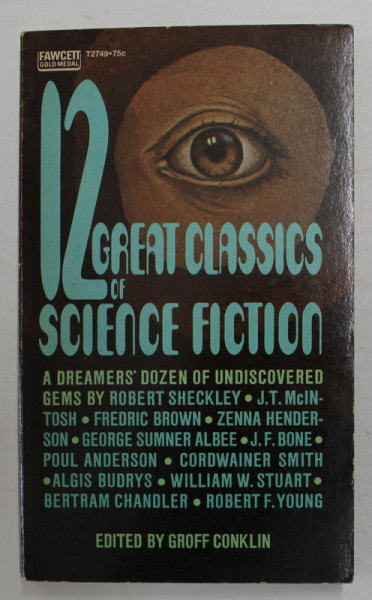 FAWCETT
GOLD MEDAL
T2749 • 75c
12
GREAT CLASSICS
OF
SCIENCE FICTION
A DREAMERS' DOZEN OF UNDISCOVERED
GEMS BY ROBERT SHECKLEY • J.T. McIN-
TOSH • FREDRIC BROWN • ZENNA HENDER-
SON • GEORGE SUMNER ALBEE • J.F. BONE •
POUL ANDERSON • CORDWAINER SMITH
• ALGIS BUDRYS • WILLIAM W. STUART •
BERTRAM CHANDLER • ROBERT F. YOUNG
EDITED BY GROFF CONKLIN